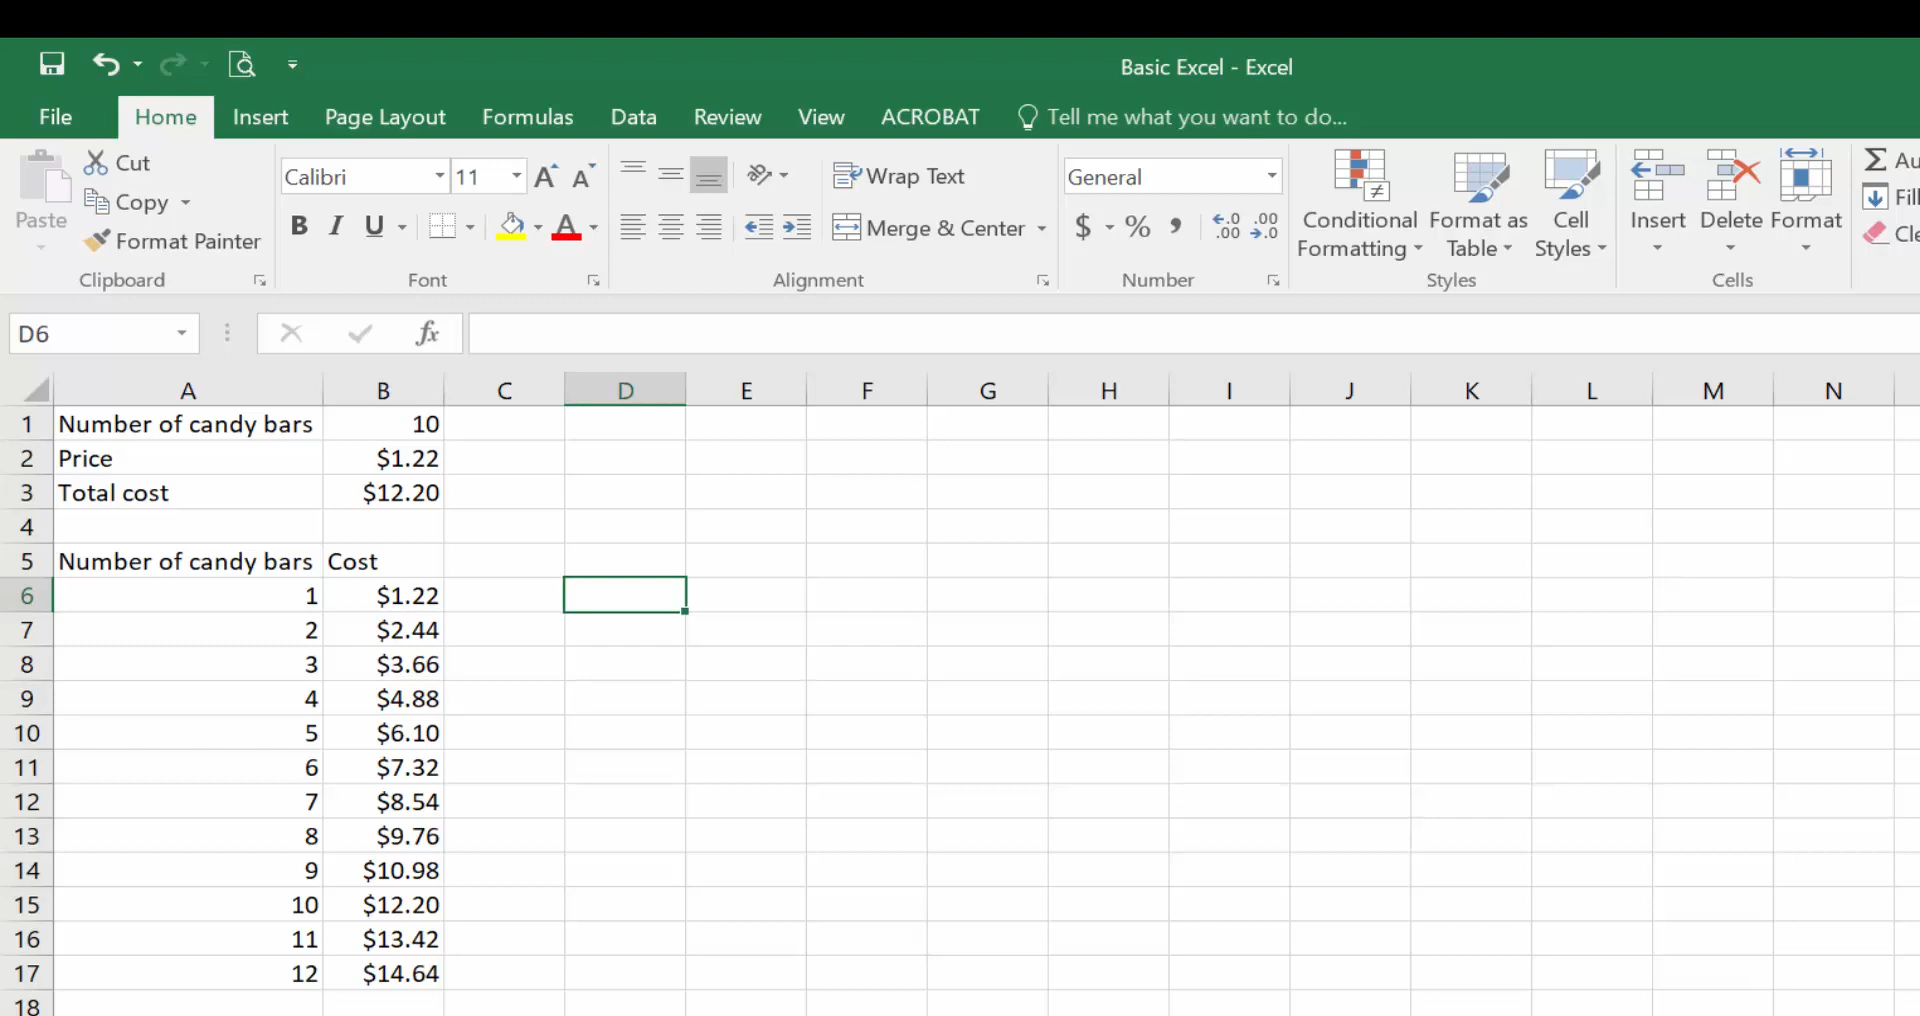 Basic Excel - Excel
File Home Insert Page Layout Formulas Data Review View ACROBAT Tell me what you want to do...
Paste
Cut
Copy
Format Painter
Clipboard
Calibri 11 A A
B I U A
Font
Wrap Text
Merge & Center
Alignment
General
$ % , .0 .00 .00 .0
Number
Conditional Formatting
Format as Table
Cell Styles
Styles
Insert Delete Format
Cells
Σ Au
Fill
Cle
D6 fx
A B C D E F G H I J K L M N
1 Number of candy bars 10
2 Price $1.22
3 Total cost $12.20
4
5 Number of candy bars Cost
6 1 $1.22
7 2 $2.44
8 3 $3.66
9 4 $4.88
10 5 $6.10
11 6 $7.32
12 7 $8.54
13 8 $9.76
14 9 $10.98
15 10 $12.20
16 11 $13.42
17 12 $14.64
18